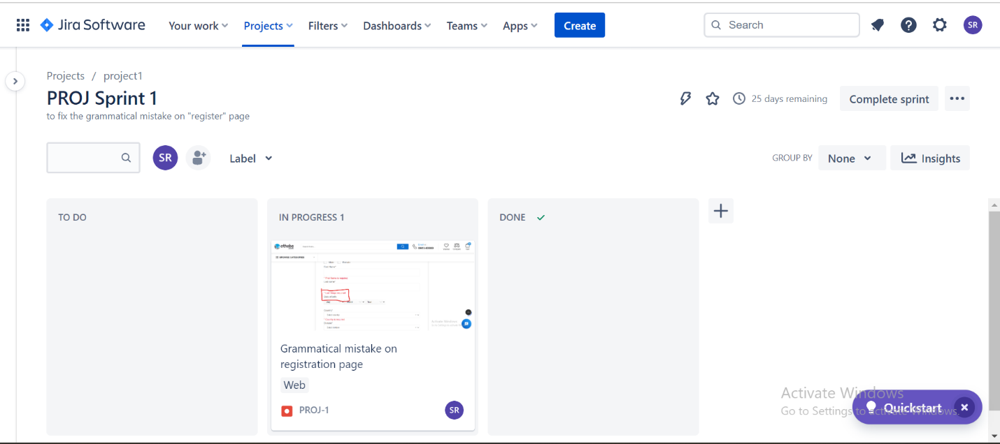 Jira Software Your work Projects Filters Dashboards Teams Apps Create Search SR
Projects / project1
PROJ Sprint 1
25 days remaining Complete sprint
to fix the grammatical mistake on "register" page
SR Label GROUP BY None Insights
TO DO IN PROGRESS 1 DONE
BROWSE CATEGORIES
Grammatical mistake on
registration page
Web
PROJ-1 SR
Activate Windows
Go to Settings to activate Windows.
Quickstart